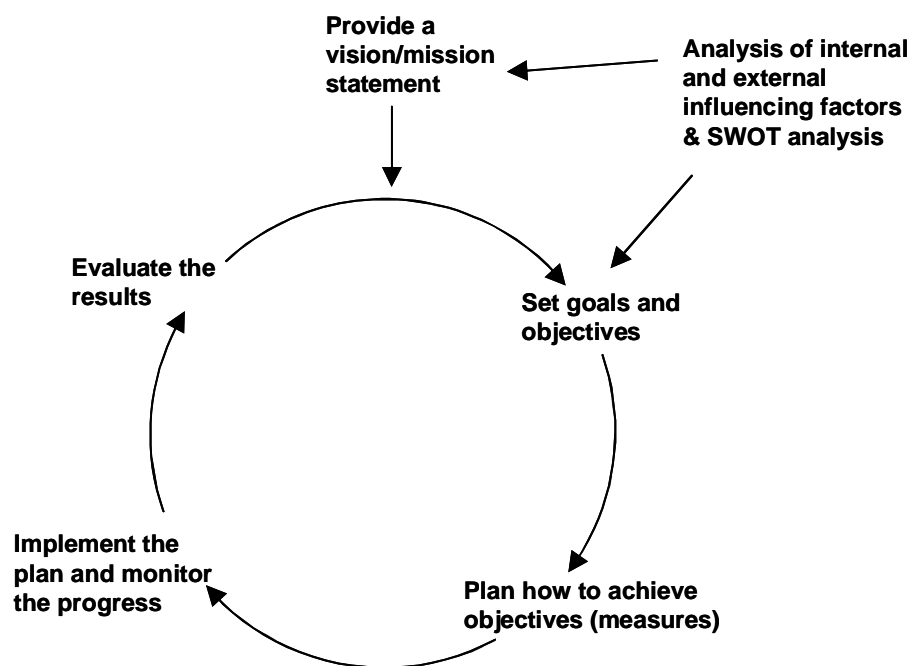 Provide a
vision/mission
statement
Analysis of internal
and external
influencing factors
& SWOT analysis
Evaluate the
results
Set goals and
objectives
Implement the
plan and monitor
the progress
Plan how to achieve
objectives (measures)